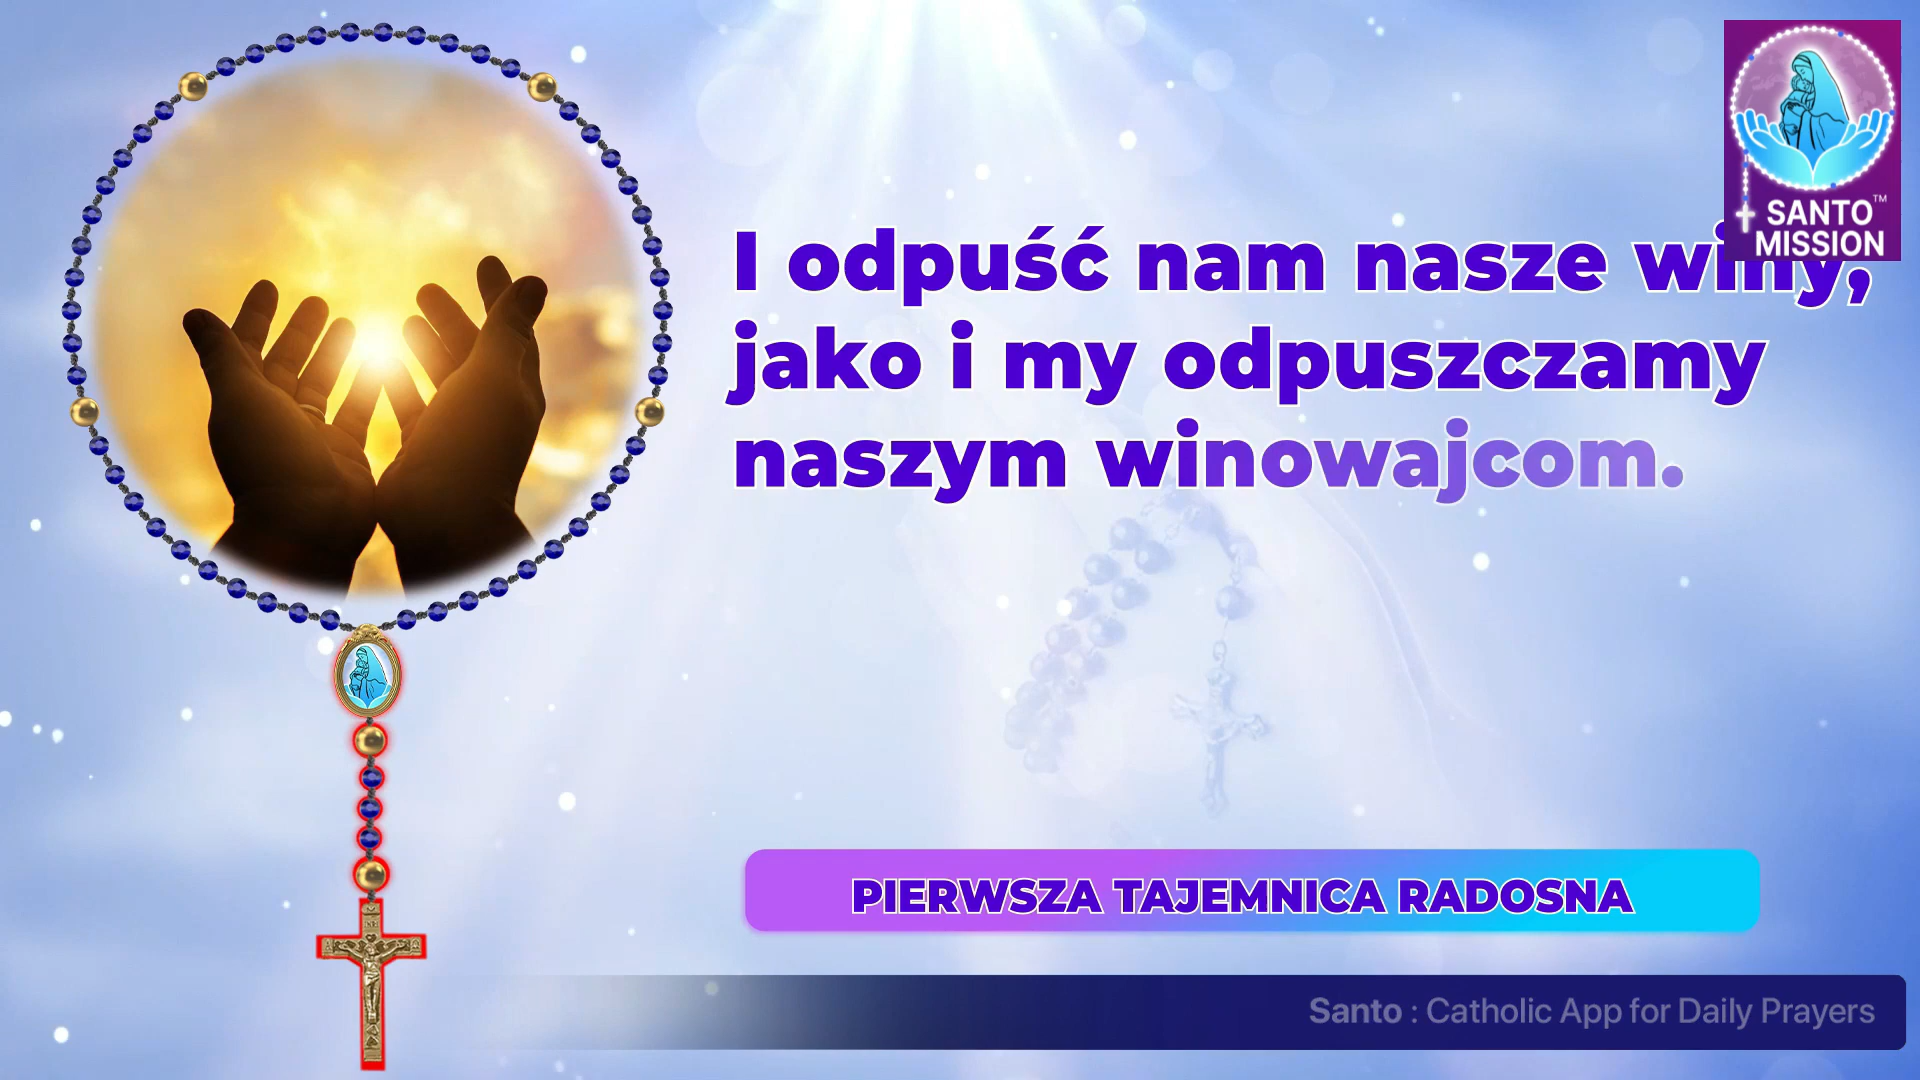 SANTO™
MISSION
I odpuść nam nasze winy,
jako i my odpuszczamy
naszym winowajcom.
PIERWSZA TAJEMNICA RADOSNA
Santo : Catholic App for Daily Prayers